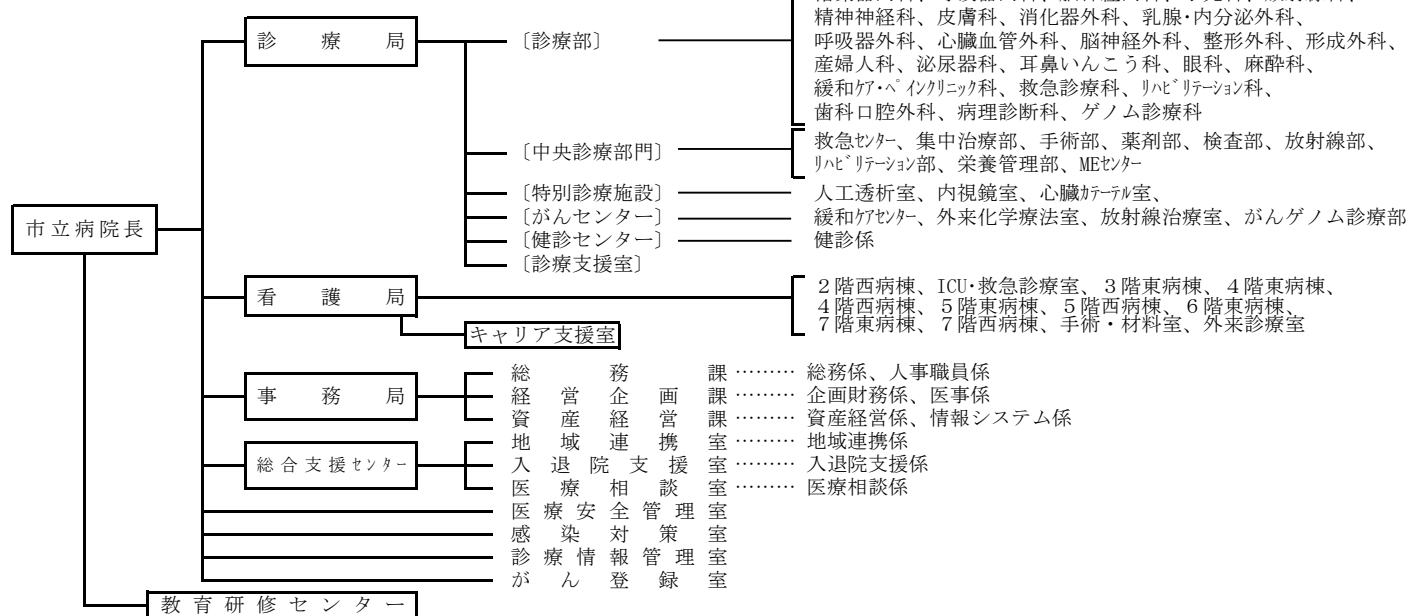 診療局
〔診療部〕
精神神経科、皮膚科、消化器外科、乳腺・内分泌外科、
呼吸器外科、心臓血管外科、脳神経外科、整形外科、形成外科、
産婦人科、泌尿器科、耳鼻いんこう科、眼科、麻酔科、
緩和ｹｱ・ﾍﾟｲﾝｸﾘﾆｯｸ科、救急診療科、ﾘﾊﾋﾞﾘﾃｰｼｮﾝ科、
歯科口腔外科、病理診断科、ゲノム診療科
〔中央診療部門〕
救急ｾﾝﾀｰ、集中治療部、手術部、薬剤部、検査部、放射線部、
ﾘﾊﾋﾞﾘﾃｰｼｮﾝ部、栄養管理部、MEｾﾝﾀｰ
〔特別診療施設〕 人工透析室、内視鏡室、心臓ｶﾃｰﾃﾙ室、
〔がんセンター〕 緩和ｹｱｾﾝﾀｰ、外来化学療法室、放射線治療室、がんゲノム診療部
〔健診センター〕 健診係
〔診療支援室〕
市立病院長
看護局
２階西病棟、ICU・救急診療室、３階東病棟、４階東病棟、
４階西病棟、５階東病棟、５階西病棟、６階東病棟、
７階東病棟、７階西病棟、手術・材料室、外来診療室
キャリア支援室
事務局
総務課……… 総務係、人事職員係
経営企画課……… 企画財務係、医事係
資産経営課……… 資産経営係、情報システム係
総合支援ｾﾝﾀｰ
地域連携室……… 地域連携係
入退院支援室……… 入退院支援係
医療相談室……… 医療相談係
医療安全管理室
感染対策室
診療情報管理室
がん登録室
教育研修センター